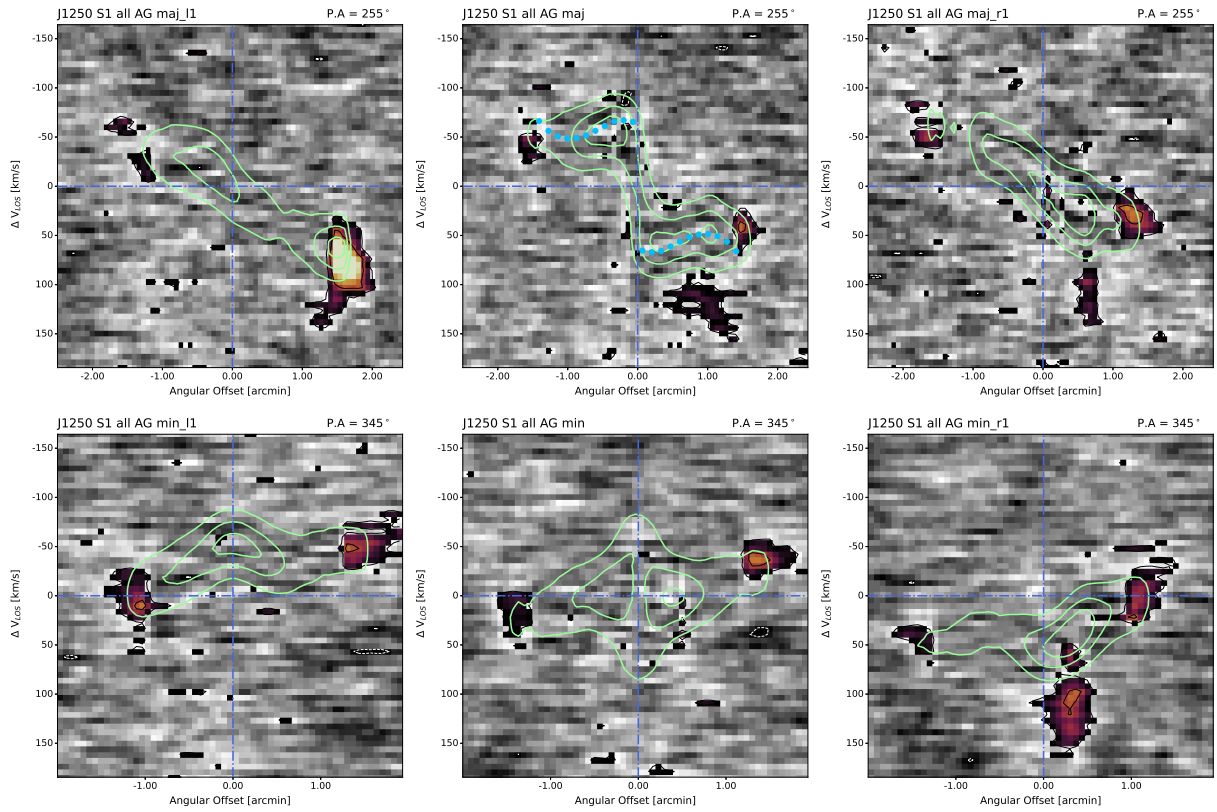 J1250 S1 all AG maj_l1 P.A = 255°
J1250 S1 all AG maj P.A = 255°
J1250 S1 all AG maj_r1 P.A = 255°
-150
-100
-50
0
50
100
150
Δ V_LOS [km/s]
-2.00 -1.00 0.00 1.00 2.00
Angular Offset [arcmin]
-150
-100
-50
0
50
100
150
Δ V_LOS [km/s]
-2.00 -1.00 0.00 1.00 2.00
Angular Offset [arcmin]
-150
-100
-50
0
50
100
150
Δ V_LOS [km/s]
-2.00 -1.00 0.00 1.00 2.00
Angular Offset [arcmin]
J1250 S1 all AG min_l1 P.A = 345°
J1250 S1 all AG min P.A = 345°
J1250 S1 all AG min_r1 P.A = 345°
-150
-100
-50
0
50
100
150
Δ V_LOS [km/s]
-1.00 0.00 1.00
Angular Offset [arcmin]
-150
-100
-50
0
50
100
150
Δ V_LOS [km/s]
-1.00 0.00 1.00
Angular Offset [arcmin]
-150
-100
-50
0
50
100
150
Δ V_LOS [km/s]
-1.00 0.00 1.00
Angular Offset [arcmin]